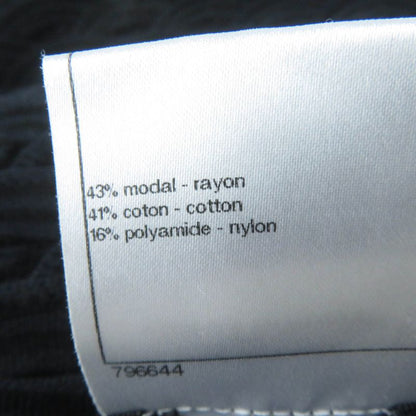 43% modal - rayon
41% coton - cotton
16% polyamide - nylon
796644